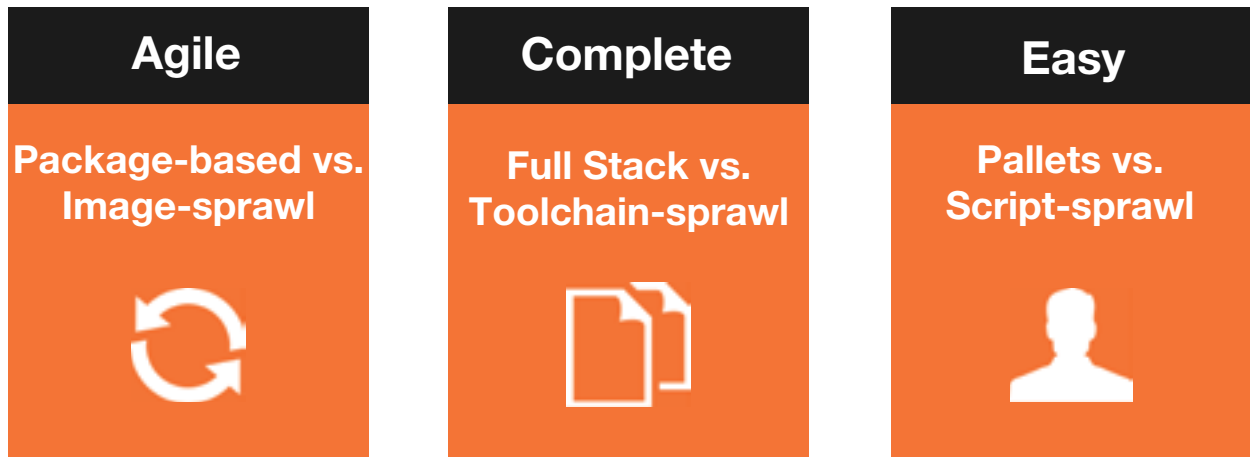 Agile
Package-based vs.
Image-sprawl
Complete
Full Stack vs.
Toolchain-sprawl
Easy
Pallets vs.
Script-sprawl